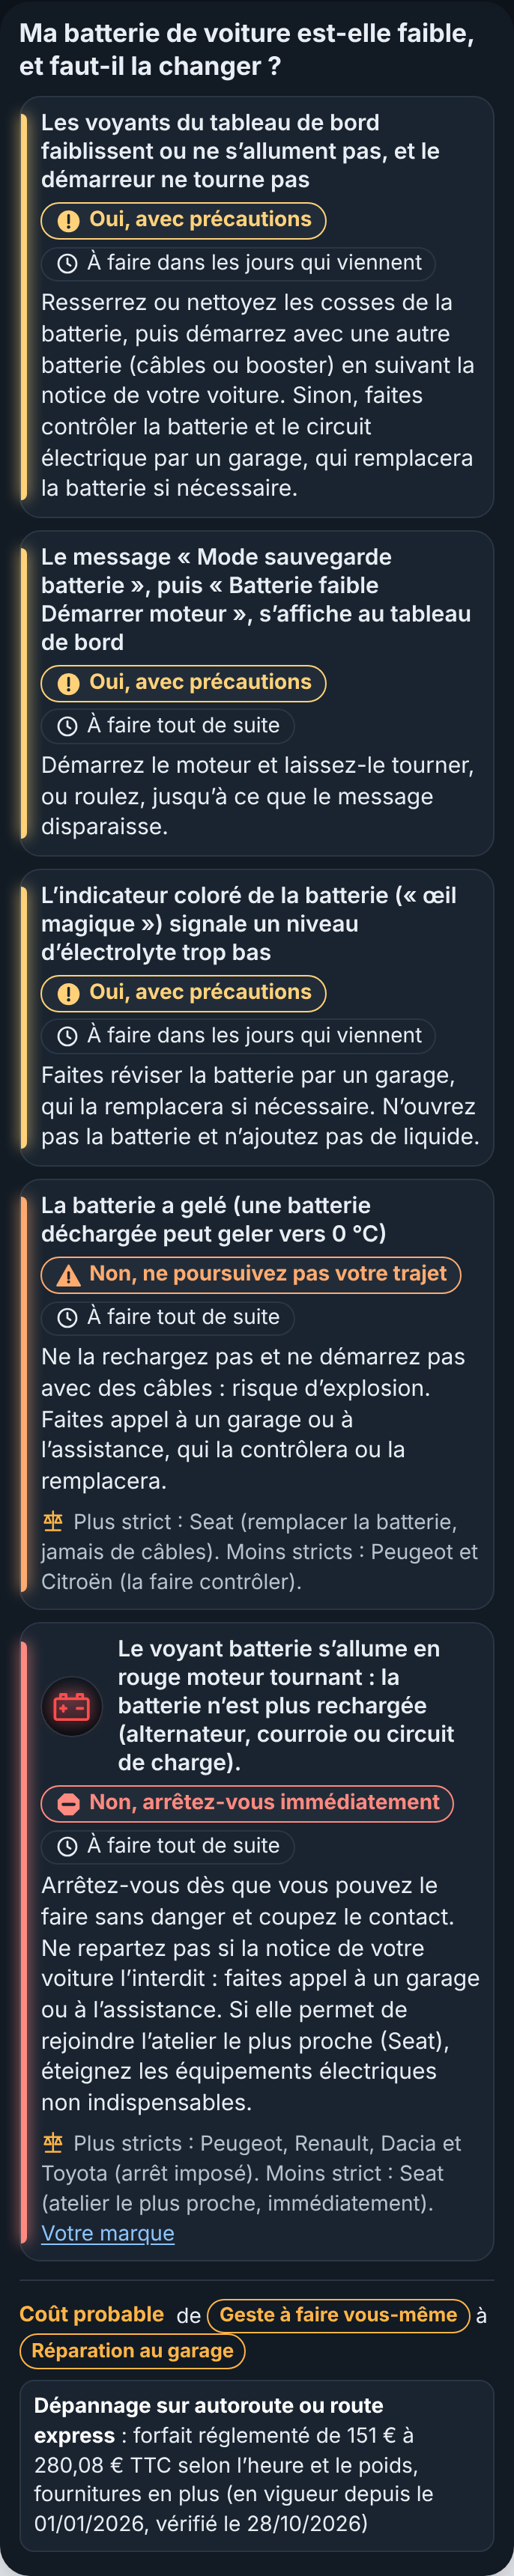 Ma batterie de voiture est-elle faible,
et faut-il la changer ?
Les voyants du tableau de bord
faiblissent ou ne s’allument pas, et le
démarreur ne tourne pas
Oui, avec précautions
À faire dans les jours qui viennent
Resserrez ou nettoyez les cosses de la
batterie, puis démarrez avec une autre
batterie (câbles ou booster) en suivant la
notice de votre voiture. Sinon, faites
contrôler la batterie et le circuit
électrique par un garage, qui remplacera
la batterie si nécessaire.
Le message « Mode sauvegarde
batterie », puis « Batterie faible
Démarrer moteur », s’affiche au tableau
de bord
Oui, avec précautions
À faire tout de suite
Démarrez le moteur et laissez-le tourner,
ou roulez, jusqu’à ce que le message
disparaisse.
L’indicateur coloré de la batterie (« œil
magique ») signale un niveau
d’électrolyte trop bas
Oui, avec précautions
À faire dans les jours qui viennent
Faites réviser la batterie par un garage,
qui la remplacera si nécessaire. N’ouvrez
pas la batterie et n’ajoutez pas de liquide.
La batterie a gelé (une batterie
déchargée peut geler vers 0 °C)
Non, ne poursuivez pas votre trajet
À faire tout de suite
Ne la rechargez pas et ne démarrez pas
avec des câbles : risque d’explosion.
Faites appel à un garage ou à
l’assistance, qui la contrôlera ou la
remplacera.
Plus strict : Seat (remplacer la batterie,
jamais de câbles). Moins stricts : Peugeot et
Citroën (la faire contrôler).
Le voyant batterie s’allume en
rouge moteur tournant : la
batterie n’est plus rechargée
(alternateur, courroie ou circuit
de charge).
Non, arrêtez-vous immédiatement
À faire tout de suite
Arrêtez-vous dès que vous pouvez le
faire sans danger et coupez le contact.
Ne repartez pas si la notice de votre
voiture l’interdit : faites appel à un garage
ou à l’assistance. Si elle permet de
rejoindre l’atelier le plus proche (Seat),
éteignez les équipements électriques
non indispensables.
Plus stricts : Peugeot, Renault, Dacia et
Toyota (arrêt imposé). Moins strict : Seat
(atelier le plus proche, immédiatement).
Votre marque
Coût probable de Geste à faire vous-même à
Réparation au garage
Dépannage sur autoroute ou route
express : forfait réglementé de 151 € à
280,08 € TTC selon l’heure et le poids,
fournitures en plus (en vigueur depuis le
01/01/2026, vérifié le 28/10/2026)